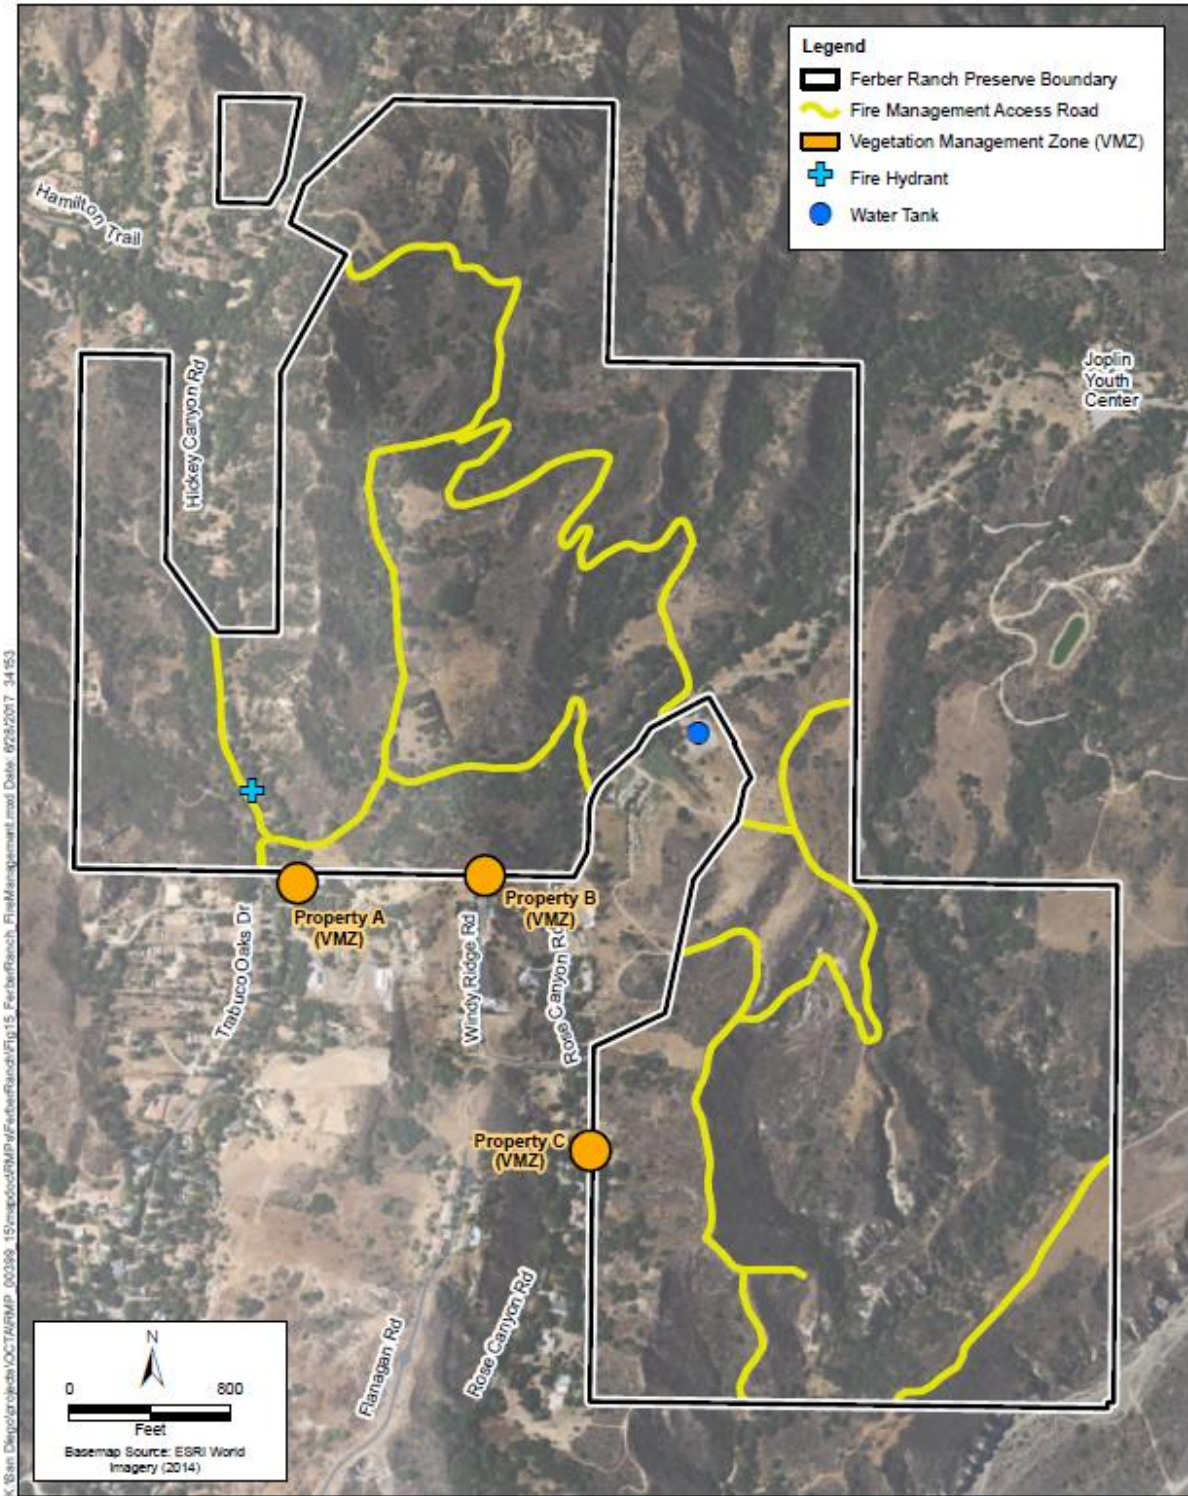 Legend
Ferber Ranch Preserve Boundary
Fire Management Access Road
Vegetation Management Zone (VMZ)
Fire Hydrant
Water Tank
Hamilton Trail
Hickey Canyon Rd
Joplin
Youth
Center
Property A
(VMZ)
Property B
(VMZ)
Trabuco Oaks Dr
Windy Ridge Rd
Rose Canyon Rd
Property C
(VMZ)
Rose Canyon Rd
Flanagan Rd
N
0 800
Feet
Basemap Source: ESRI World
Imagery (2014)